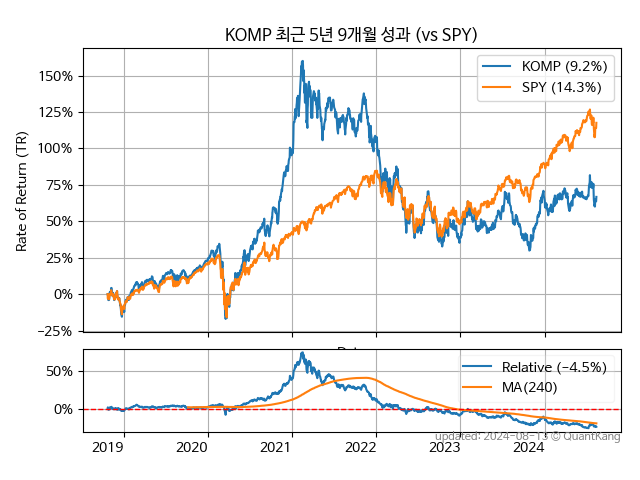 KOMP 최근 5년 9개월 성과 (vs SPY)
KOMP (9.2%)
SPY (14.3%)
Rate of Return (TR)
150%
125%
100%
75%
50%
25%
0%
−25%
Relative (−4.5%)
MA(240)
50%
0%
2019 2020 2021 2022 2023 2024
updated: 2024-08-13 © QuantKang